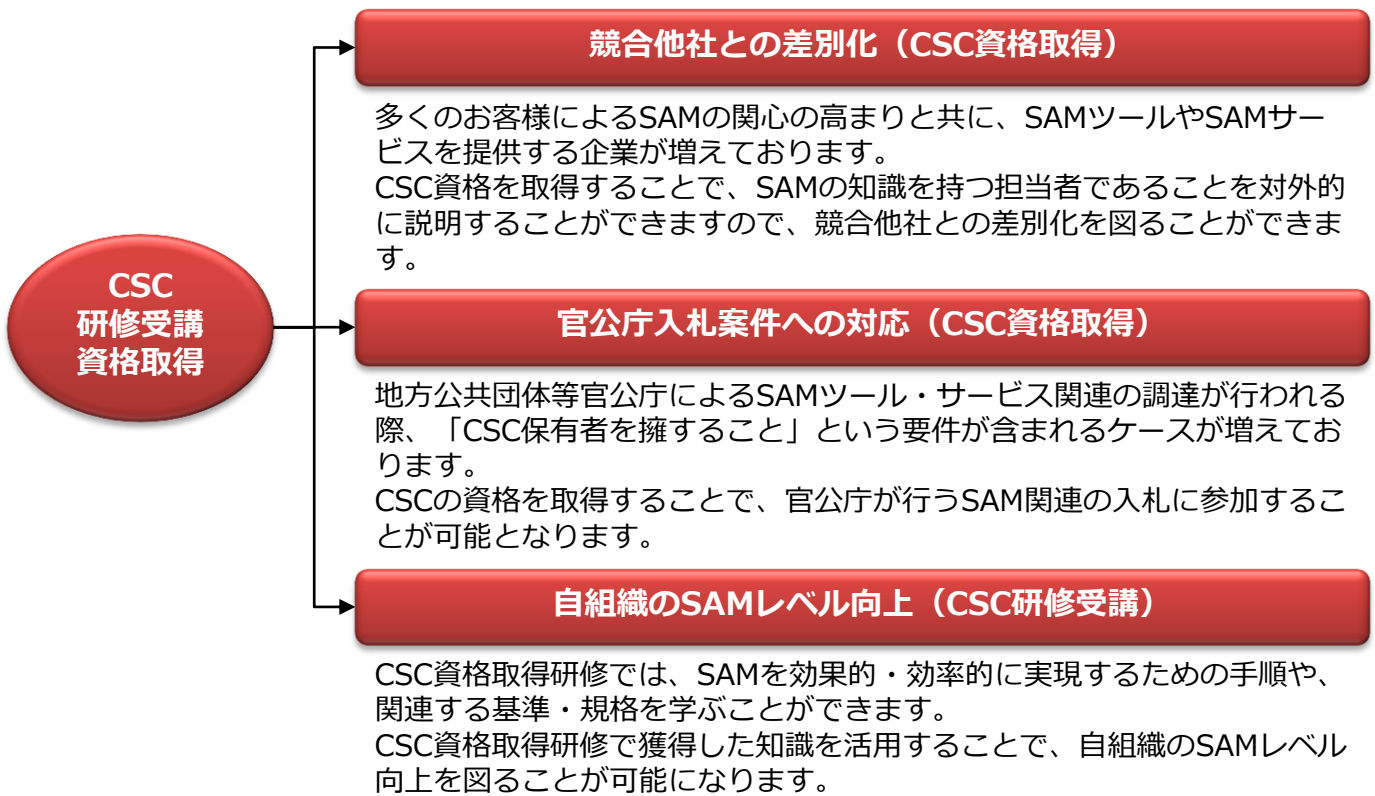 競合他社との差別化（CSC資格取得）
多くのお客様によるSAMの関心の高まりと共に、SAMツールやSAMサー
ビスを提供する企業が増えております。
CSC資格を取得することで、SAMの知識を持つ担当者であることを対外的
に説明することができますので、競合他社との差別化を図ることができま
す。
CSC
研修受講
資格取得
官公庁入札案件への対応（CSC資格取得）
地方公共団体等官公庁によるSAMツール・サービス関連の調達が行われる
際、「CSC保有者を擁すること」という要件が含まれるケースが増えてお
ります。
CSCの資格を取得することで、官公庁が行うSAM関連の入札に参加するこ
とが可能となります。
自組織のSAMレベル向上（CSC研修受講）
CSC資格取得研修では、SAMを効果的・効率的に実現するための手順や、
関連する基準・規格を学ぶことができます。
CSC資格取得研修で獲得した知識を活用することで、自組織のSAMレベル
向上を図ることが可能になります。